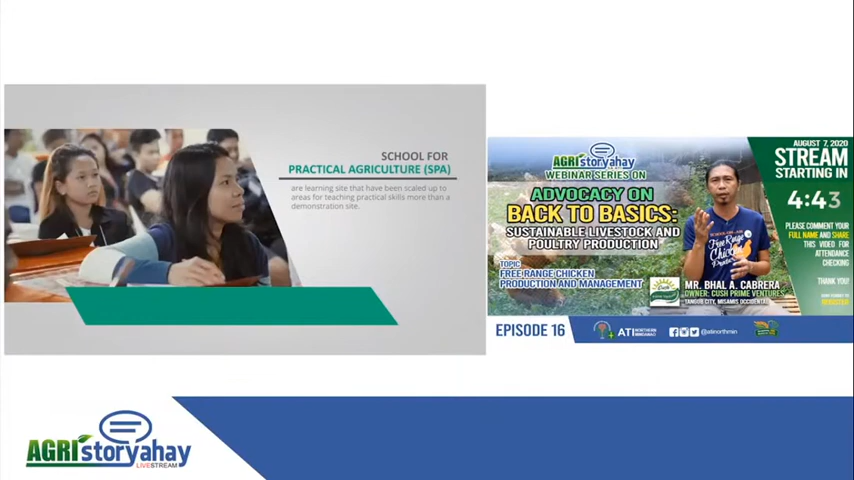 SCHOOL FOR
PRACTICAL AGRICULTURE (SPA)
are learning site that have been scaled up to
areas for teaching practical skills more than a
demonstration site.
AGRIstoryahay
WEBINAR SERIES ON
ADVOCACY ON
BACK TO BASICS:
SUSTAINABLE LIVESTOCK AND
POULTRY PRODUCTION
TOPIC
FREE RANGE CHICKEN
PRODUCTION AND MANAGEMENT
Free Range
Chicken
MR. BHAL A. CABRERA
OWNER: CUSH PRIME VENTURES
TANGUB CITY, MISAMIS OCCIDENTAL
AUGUST 7, 2020
STREAM
STARTING IN
4:43
PLEASE COMMENT YOUR
FULL NAME AND SHARE
THIS VIDEO FOR
ATTENDANCE
CHECKING
THANK YOU!
EPISODE 16
ATI NORTHERN
MINDANAO
@atinorthmin
AGRIstoryahay
LIVESTREAM